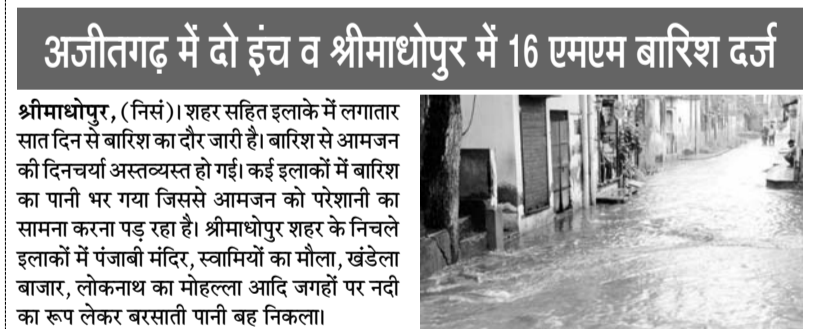 अजीतगढ़ में दो इंच व श्रीमाधोपुर में 16 एमएम बारिश दर्ज
श्रीमाधोपुर, (निसं)। शहर सहित इलाके में लगातार
सात दिन से बारिश का दौर जारी है। बारिश से आमजन
की दिनचर्या अस्तव्यस्त हो गई। कई इलाकों में बारिश
का पानी भर गया जिससे आमजन को परेशानी का
सामना करना पड़ रहा है। श्रीमाधोपुर शहर के निचले
इलाकों में पंजाबी मंदिर, स्वामियों का मौला, खंडेला
बाजार, लोकनाथ का मोहल्ला आदि जगहों पर नदी
का रूप लेकर बरसाती पानी बह निकला।